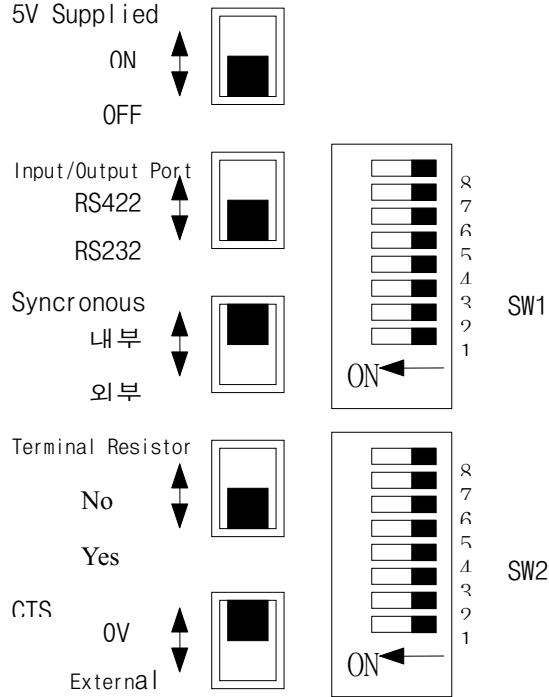 5V Supplied
ON
OFF
Input/Output Port
RS422
RS232
Syncronous
내부
외부
Terminal Resistor
No
Yes
CTS
0V
External
8
7
6
5
4
3
2
1
ON
SW1
8
7
6
5
4
3
2
1
ON
SW2